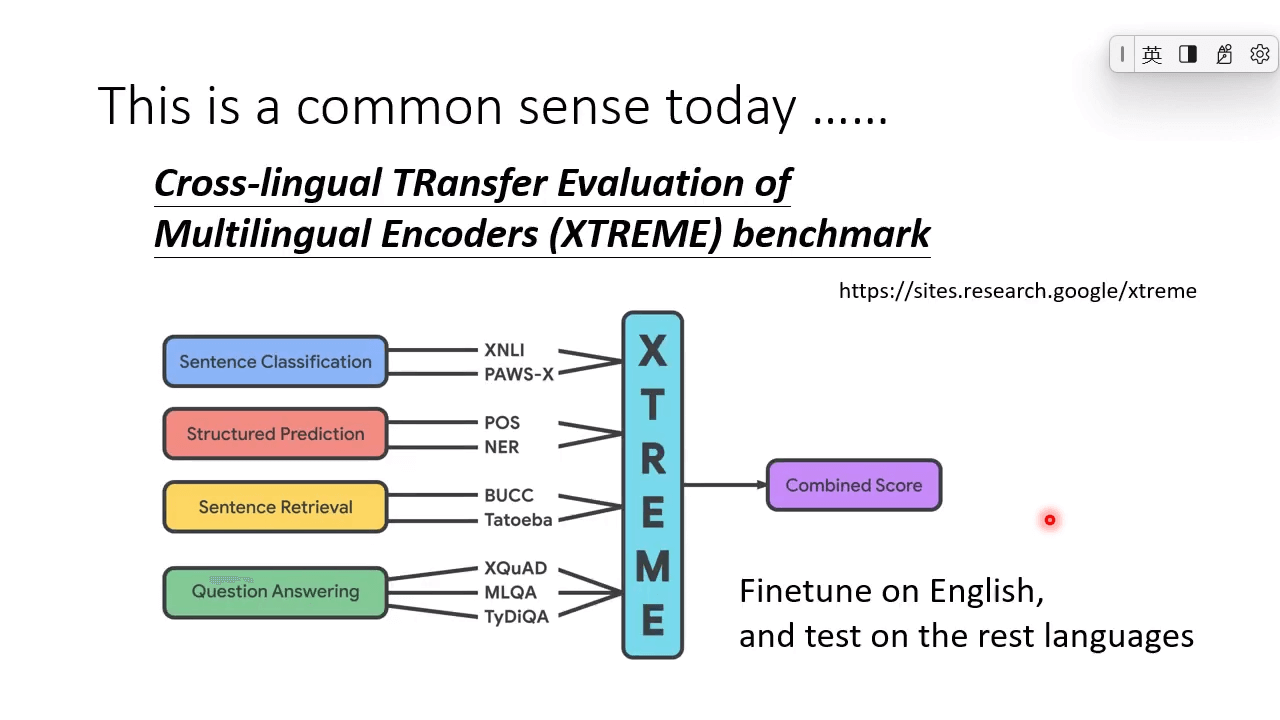 英
This is a common sense today ......
Cross-lingual TRansfer Evaluation of
Multilingual Encoders (XTREME) benchmark
https://sites.research.google/xtreme
Sentence Classification
XNLI
PAWS-X
Structured Prediction
POS
NER
Sentence Retrieval
BUCC
Tatoeba
Question Answering
XQuAD
MLQA
TyDiQA
X
T
R
E
M
E
Combined Score
Finetune on English,
and test on the rest languages